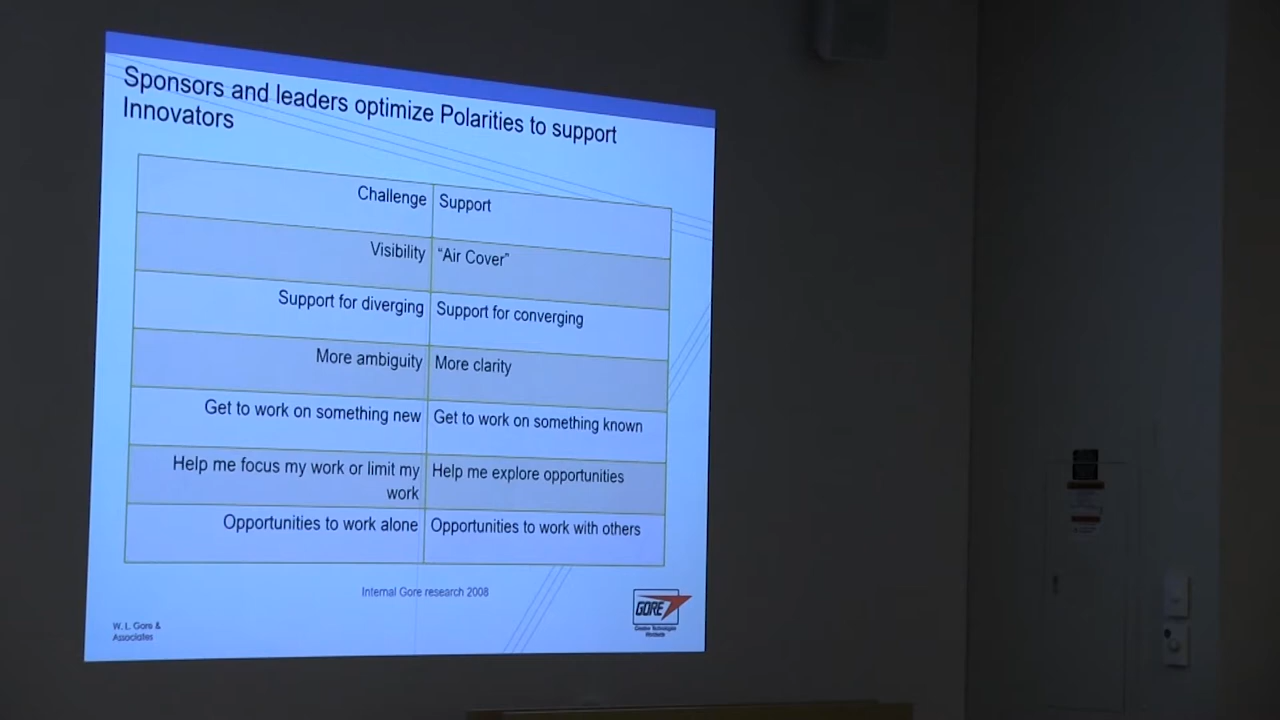 Sponsors and leaders optimize Polarities to support
Innovators
Challenge Support
Visibility “Air Cover”
Support for diverging Support for converging
More ambiguity More clarity
Get to work on something new Get to work on something known
Help me focus my work or limit my Help me explore opportunities
work
Opportunities to work alone Opportunities to work with others
Internal Gore research 2008
W. L. Gore &
Associates
GORE
Creative Technologies
Worldwide